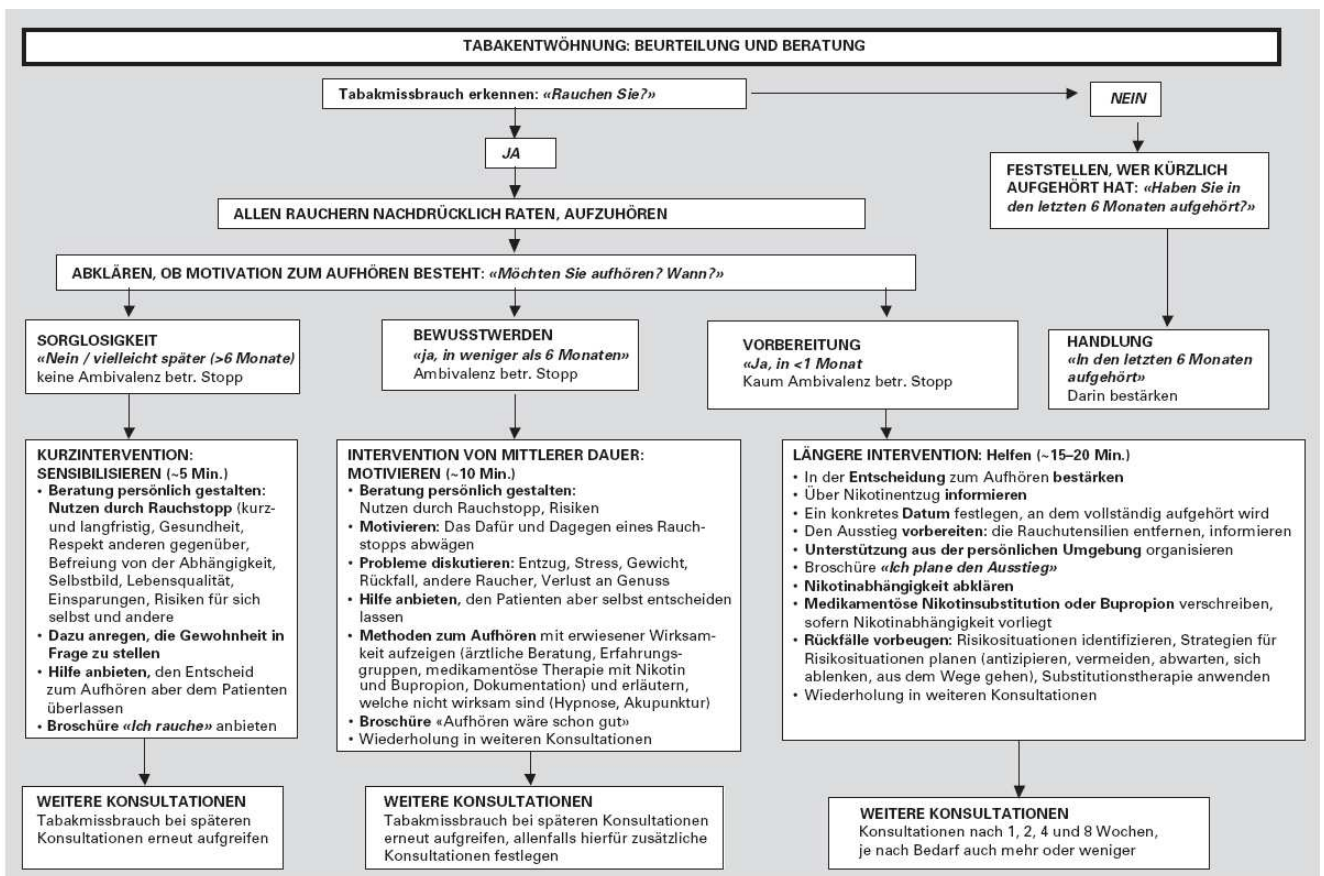 TABAKENTWÖHNUNG: BEURTEILUNG UND BERATUNG
Tabakmissbrauch erkennen: «Rauchen Sie?»
NEIN
JA
FESTSTELLEN, WER KÜRZLICH
AUFGEHÖRT HAT: «Haben Sie in
den letzten 6 Monaten aufgehört?»
ALLEN RAUCHERN NACHDRÜCKLICH RATEN, AUFZUHÖREN
ABKLÄREN, OB MOTIVATION ZUM AUFHÖREN BESTEHT: «Möchten Sie aufhören? Wann?»
SORGLOSIGKEIT
«Nein / vielleicht später (>6 Monate)
keine Ambivalenz betr. Stopp
BEWUSSTWERDEN
«ja, in weniger als 6 Monaten»
Ambivalenz betr. Stopp
VORBEREITUNG
«Ja, in <1 Monat
Kaum Ambivalenz betr. Stopp
HANDLUNG
«In den letzten 6 Monaten
aufgehört»
Darin bestärken
KURZINTERVENTION:
SENSIBILISIEREN (~5 Min.)
• Beratung persönlich gestalten:
Nutzen durch Rauchstopp (kurz-
und langfristig, Gesundheit,
Respekt anderen gegenüber,
Befreiung von der Abhängigkeit,
Selbstbild, Lebensqualität,
Einsparungen, Risiken für sich
selbst und andere
• Dazu anregen, die Gewohnheit in
Frage zu stellen
• Hilfe anbieten, den Entscheid
zum Aufhören aber dem Patienten
überlassen
• Broschüre «Ich rauche» anbieten
INTERVENTION VON MITTLERER DAUER:
MOTIVIEREN (~10 Min.)
• Beratung persönlich gestalten:
Nutzen durch Rauchstopp, Risiken
• Motivieren: Das Dafür und Dagegen eines Rauch-
stopps abwägen
• Probleme diskutieren: Entzug, Stress, Gewicht,
Rückfall, andere Raucher, Verlust an Genuss
• Hilfe anbieten, den Patienten aber selbst entscheiden
lassen
• Methoden zum Aufhören mit erwiesener Wirksam-
keit aufzeigen (ärztliche Beratung, Erfahrungs-
gruppen, medikamentöse Therapie mit Nikotin
und Bupropion, Dokumentation) und erläutern,
welche nicht wirksam sind (Hypnose, Akupunktur)
• Broschüre «Aufhören wäre schon gut»
• Wiederholung in weiteren Konsultationen
LÄNGERE INTERVENTION: Helfen (~15–20 Min.)
• In der Entscheidung zum Aufhören bestärken
• Über Nikotinentzug informieren
• Ein konkretes Datum festlegen, an dem vollständig aufgehört wird
• Den Ausstieg vorbereiten: die Rauchutensilien entfernen, informieren
• Unterstützung aus der persönlichen Umgebung organisieren
• Broschüre «Ich plane den Ausstieg»
• Nikotinabhängigkeit abklären
• Medikamentöse Nikotinsubstitution oder Bupropion verschreiben,
sofern Nikotinabhängigkeit vorliegt
• Rückfälle vorbeugen: Risikosituationen identifizieren, Strategien für
Risikosituationen planen (antizipieren, vermeiden, abwarten, sich
ablenken, aus dem Wege gehen), Substitutionstherapie anwenden
• Wiederholung in weiteren Konsultationen
WEITERE KONSULTATIONEN
Tabakmissbrauch bei späteren
Konsultationen erneut aufgreifen
WEITERE KONSULTATIONEN
Tabakmissbrauch bei späteren Konsultationen
erneut aufgreifen, allenfalls hierfür zusätzliche
Konsultationen festlegen
WEITERE KONSULTATIONEN
Konsultationen nach 1, 2, 4 und 8 Wochen,
je nach Bedarf auch mehr oder weniger